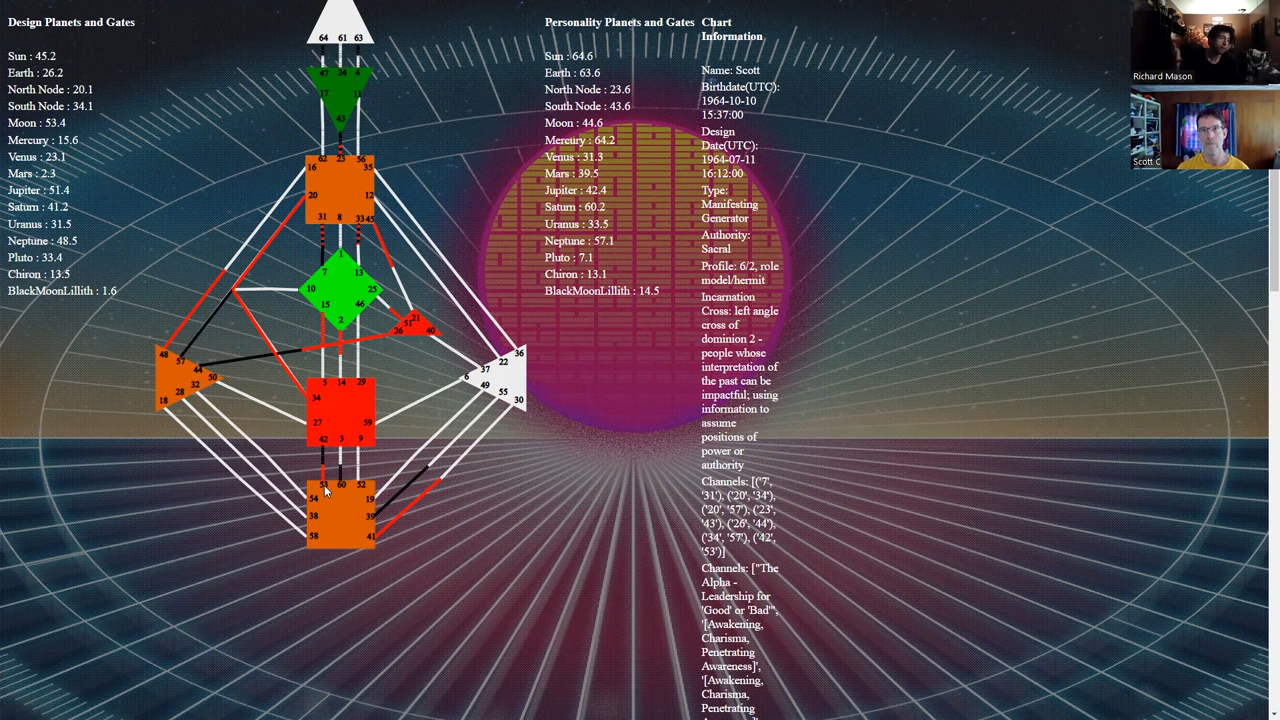 Design Planets and Gates
Sun : 45.2
Earth : 26.2
North Node : 20.1
South Node : 34.1
Moon : 53.4
Mercury : 15.6
Venus : 23.1
Mars : 2.3
Jupiter : 51.4
Saturn : 41.2
Uranus : 31.5
Neptune : 48.5
Pluto : 33.4
Chiron : 13.5
BlackMoonLillith : 1.6
64 61 63
47 24 4
17 11
43
62 23 56
16 35
20 12
31 8 33 45
1
7 13
10 25
15 46
2
21
51
26 40
48
57
44
50
32
28
18
36
22
37
6
49
55
30
5 14 29
34
27 59
42 3 9
53 60 52
54 19
38 39
58 41
Personality Planets and Gates
Sun : 64.6
Earth : 63.6
North Node : 23.6
South Node : 43.6
Moon : 44.6
Mercury : 64.2
Venus : 31.3
Mars : 39.5
Jupiter : 42.4
Saturn : 60.2
Uranus : 33.5
Neptune : 57.1
Pluto : 7.1
Chiron : 13.1
BlackMoonLillith : 14.5
Chart
Information
Name: Scott
Birthdate(UTC):
1964-10-10
15:37:00
Design
Date(UTC):
1964-07-11
16:12:00
Type:
Manifesting
Generator
Authority:
Sacral
Profile: 6/2, role
model/hermit
Incarnation
Cross: left angle
cross of
dominion 2 -
people whose
interpretation of
the past can be
impactful; using
information to
assume
positions of
power or
authority
Channels: [('7',
'31'), ('20', '34'),
('20', '57'), ('23',
'43'), ('26', '44'),
('34', '57'), ('42',
'53')]
Channels: ["The
Alpha -
Leadership for
'Good' or 'Bad'",
'[Awakening,
Charisma,
Penetrating
Awareness]',
'[Awakening,
Charisma,
Penetrating
Richard Mason
Scott C